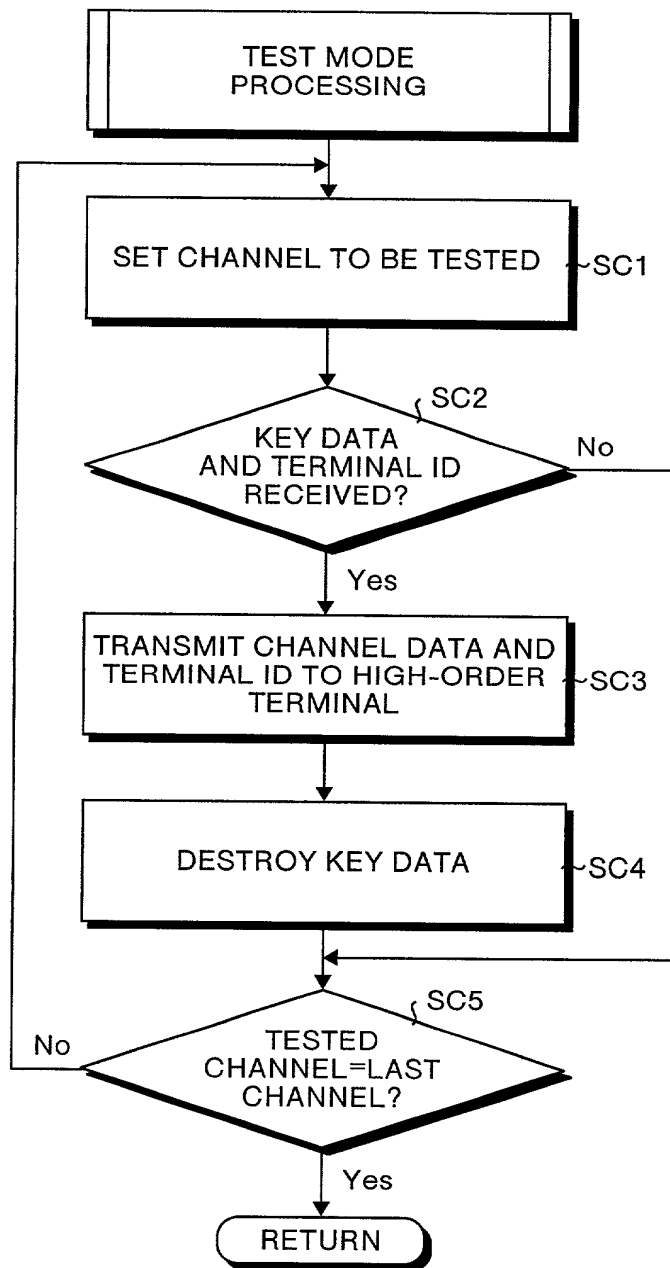 TEST MODE
PROCESSING
SET CHANNEL TO BE TESTED
SC1
SC2
KEY DATA
AND TERMINAL ID
RECEIVED?
No
Yes
TRANSMIT CHANNEL DATA AND
TERMINAL ID TO HIGH-ORDER
TERMINAL
SC3
DESTROY KEY DATA
SC4
SC5
TESTED
CHANNEL=LAST
CHANNEL?
No
Yes
RETURN